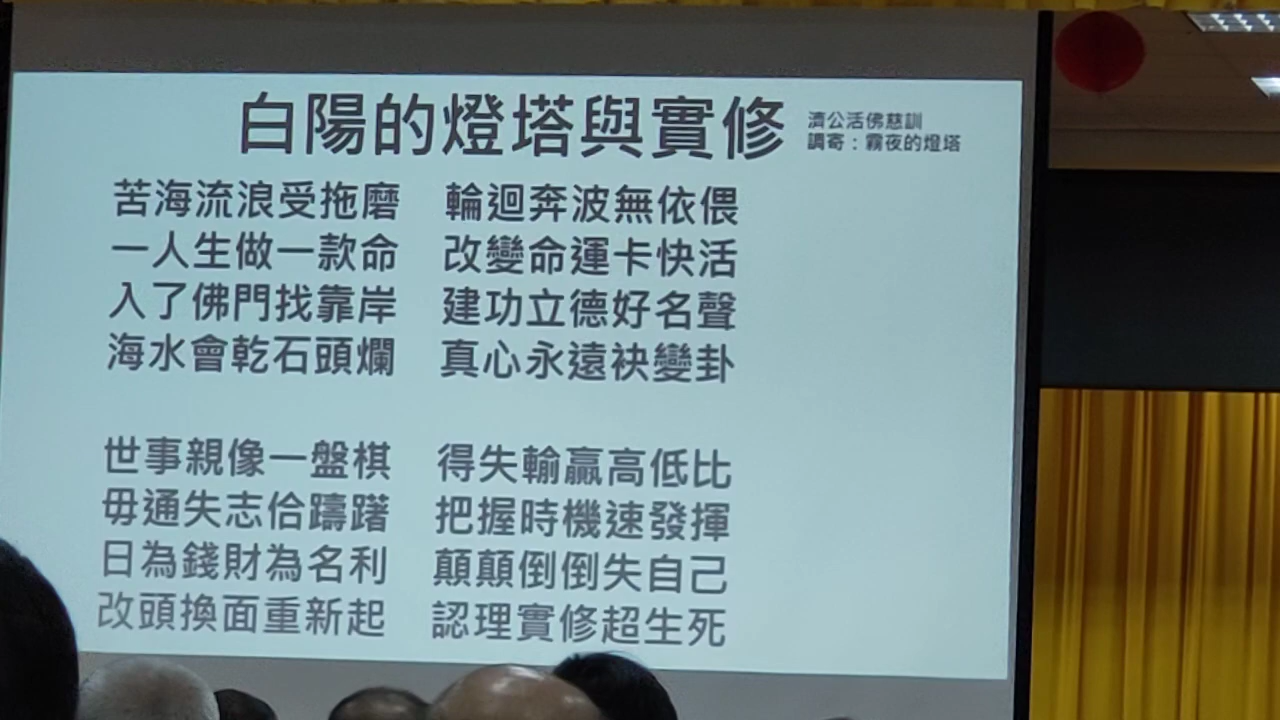 白陽的燈塔與實修
濟公活佛慈訓
調寄：霧夜的燈塔
苦海流浪受拖磨 輪迴奔波無依偎
一人生做一款命 改變命運卡快活
入了佛門找靠岸 建功立德好名聲
海水會乾石頭爛 真心永遠袂變卦
世事親像一盤棋 得失輸贏高低比
毋通失志佮躊躇 把握時機速發揮
日為錢財為名利 顛顛倒倒失自己
改頭換面重新起 認理實修超生死